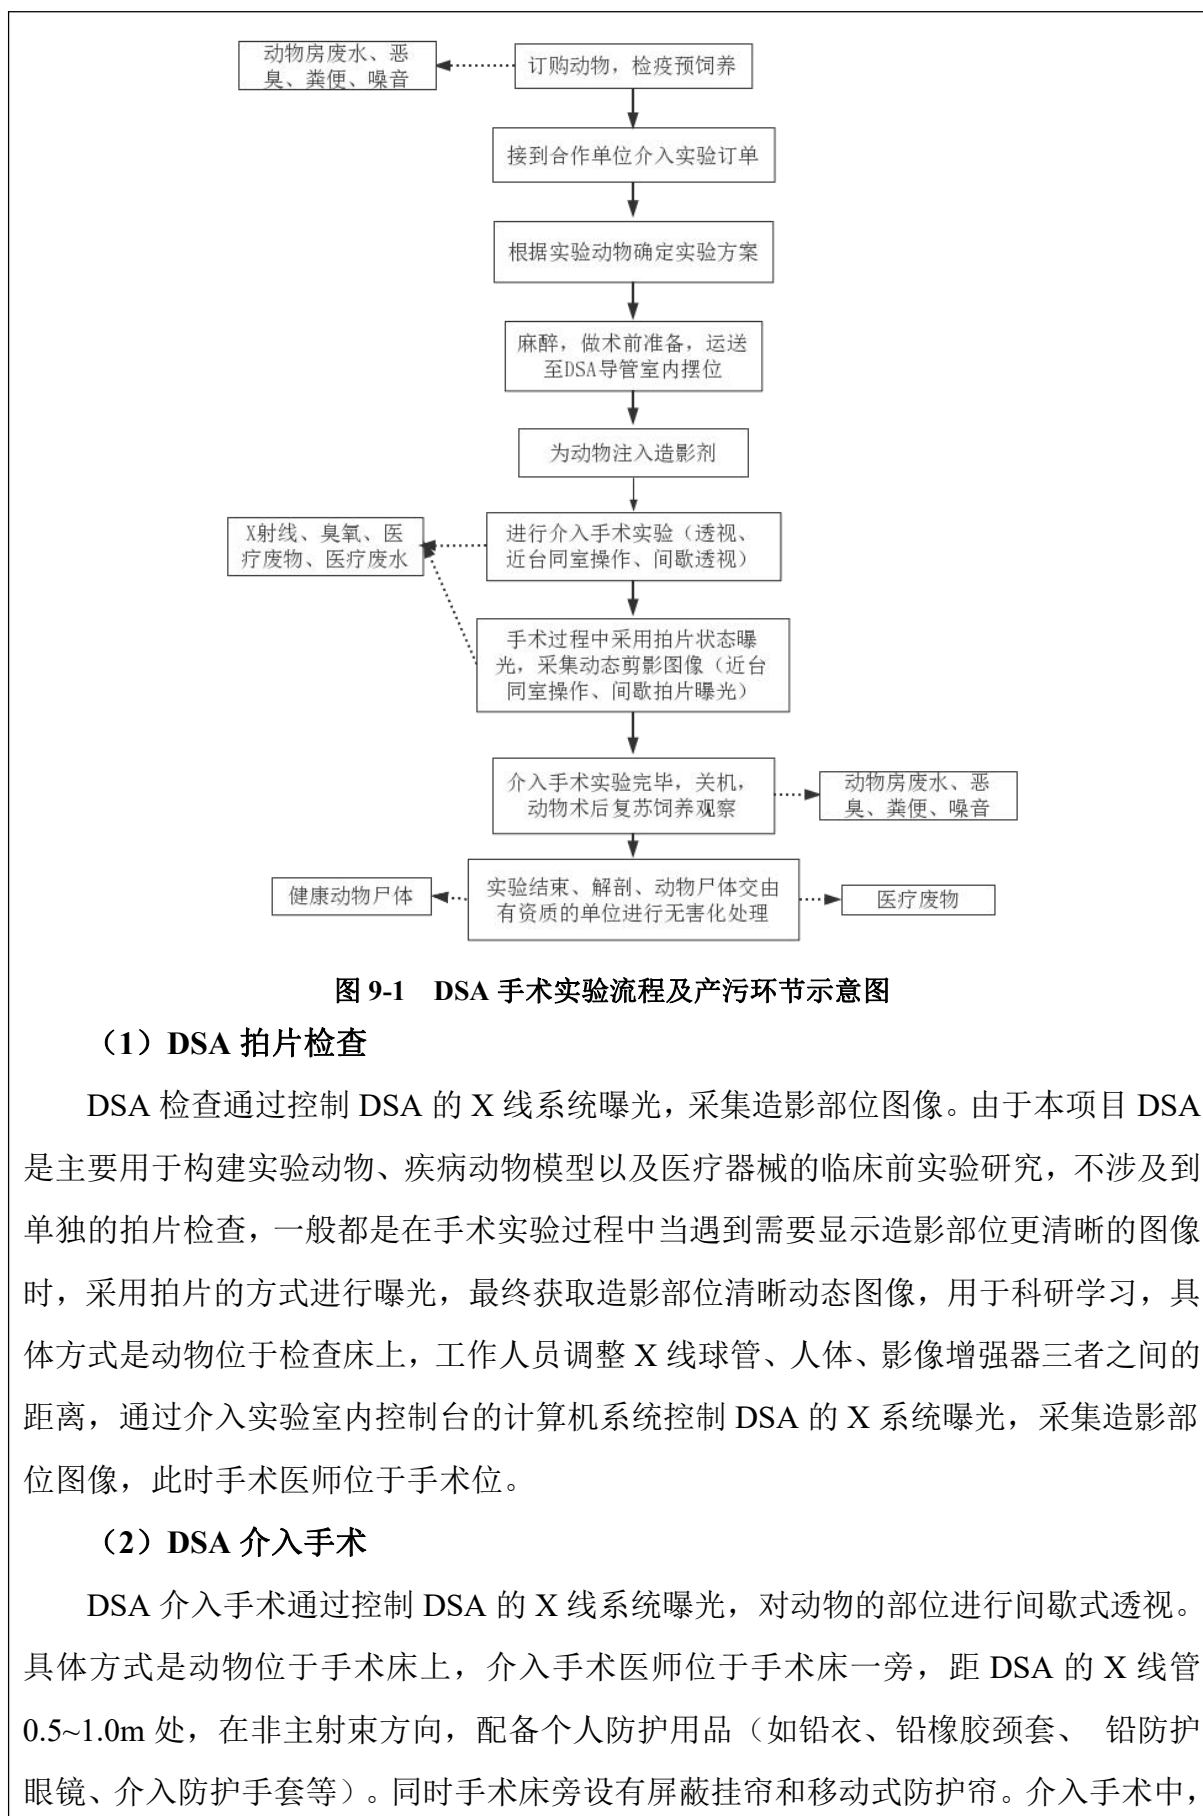 动物房废水、恶
臭、粪便、噪音
订购动物，检疫预饲养
接到合作单位介入实验订单
根据实验动物确定实验方案
麻醉，做术前准备，运送
至DSA导管室内摆位
为动物注入造影剂
X射线、臭氧、医
疗废物、医疗废水
进行介入手术实验（透视、
近台同室操作、间歇透视）
手术过程中采用拍片状态曝
光，采集动态剪影图像（近台
同室操作、间歇拍片曝光）
介入手术实验完毕，关机，
动物术后复苏饲养观察
动物房废水、恶
臭、粪便、噪音
健康动物尸体
实验结束、解剖、动物尸体交由
有资质的单位进行无害化处理
医疗废物
图 9-1 DSA 手术实验流程及产污环节示意图
（1）DSA 拍片检查
DSA 检查通过控制 DSA 的 X 线系统曝光，采集造影部位图像。由于本项目 DSA
是主要用于构建实验动物、疾病动物模型以及医疗器械的临床前实验研究，不涉及到
单独的拍片检查，一般都是在手术实验过程中当遇到需要显示造影部位更清晰的图像
时，采用拍片的方式进行曝光，最终获取造影部位清晰动态图像，用于科研学习，具
体方式是动物位于检查床上，工作人员调整 X 线球管、人体、影像增强器三者之间的
距离，通过介入实验室内控制台的计算机系统控制 DSA 的 X 系统曝光，采集造影部
位图像，此时手术医师位于手术位。
（2）DSA 介入手术
DSA 介入手术通过控制 DSA 的 X 线系统曝光，对动物的部位进行间歇式透视。
具体方式是动物位于手术床上，介入手术医师位于手术床一旁，距 DSA 的 X 线管
0.5~1.0m 处，在非主射束方向，配备个人防护用品（如铅衣、铅橡胶颈套、 铅防护
眼镜、介入防护手套等）。同时手术床旁设有屏蔽挂帘和移动式防护帘。介入手术中，